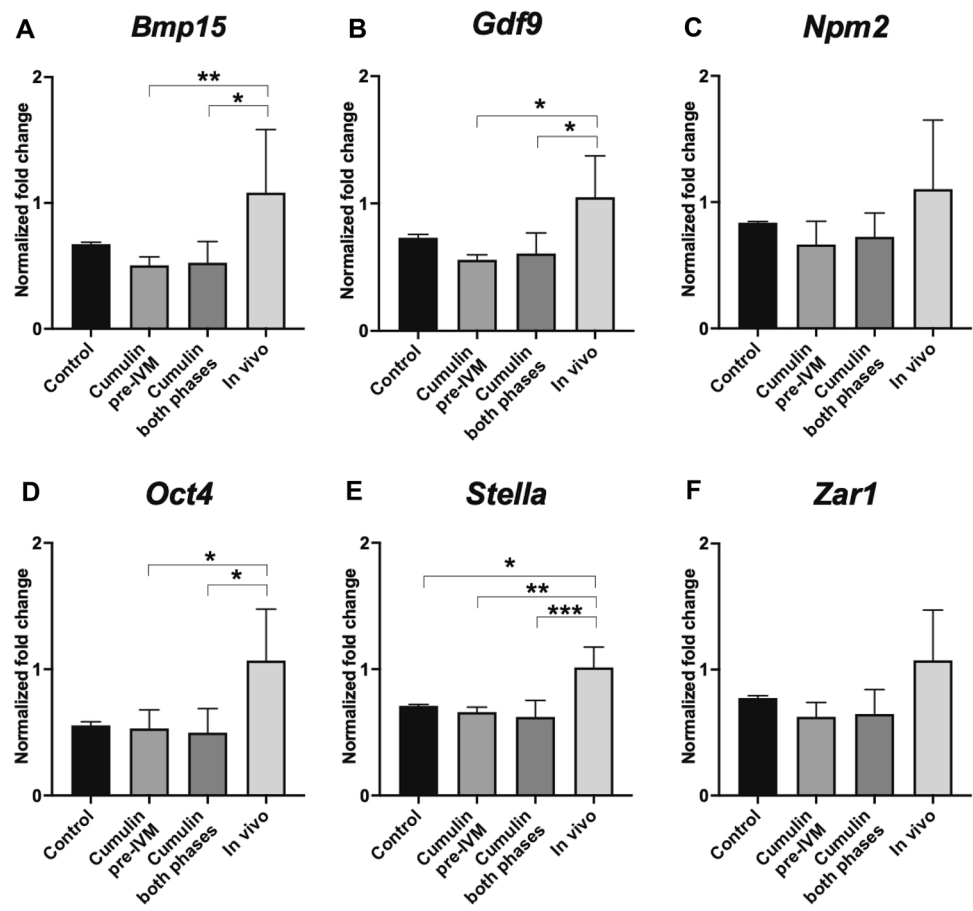 A
Bmp15
Normalized fold change
2
1
0
**
*
Control
Cumulin
pre-IVM
Cumulin
both phases
In vivo
B
Gdf9
Normalized fold change
2
1
0
*
*
Control
Cumulin
pre-IVM
Cumulin
both phases
In vivo
C
Npm2
Normalized fold change
2
1
0
Control
Cumulin
pre-IVM
Cumulin
both phases
In vivo
D
Oct4
Normalized fold change
2
1
0
*
*
Control
Cumulin
pre-IVM
Cumulin
both phases
In vivo
E
Stella
Normalized fold change
2
1
0
*
**
***
Control
Cumulin
pre-IVM
Cumulin
both phases
In vivo
F
Zar1
Normalized fold change
2
1
0
Control
Cumulin
pre-IVM
Cumulin
both phases
In vivo